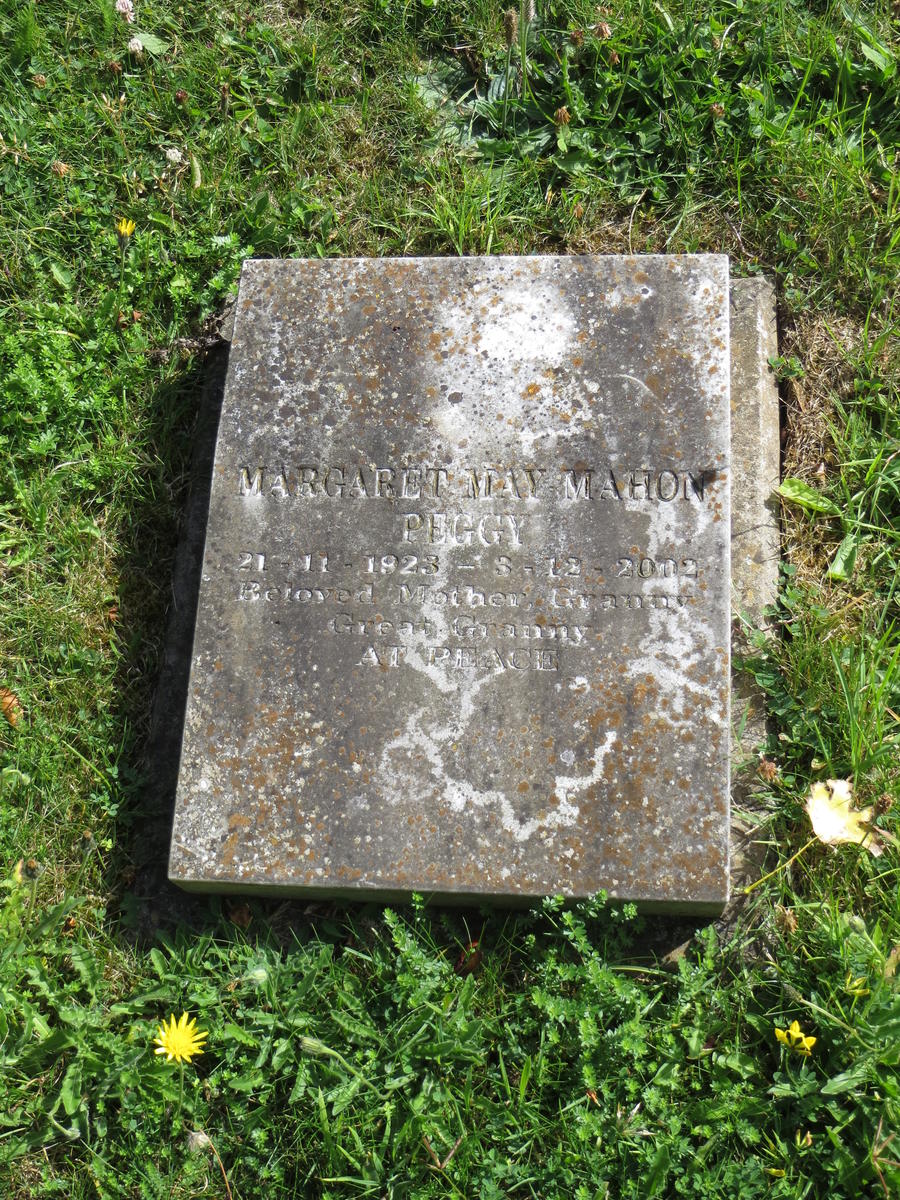 MARGARET MAY MAHON
PEGGY
21 - 11 - 1923 - 3 - 12 - 2002
Beloved Mother, Granny
Great Granny
AT PEACE